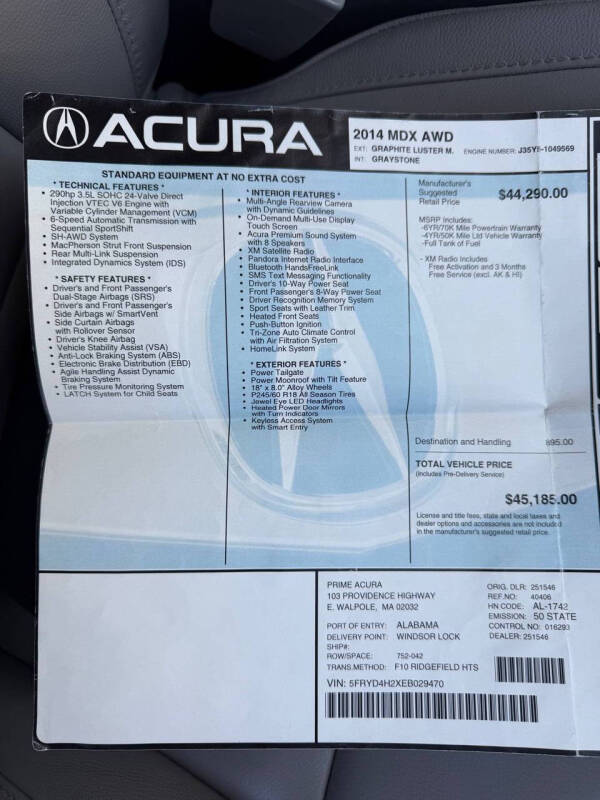 ACURA
2014 MDX AWD
EXT: GRAPHITE LUSTER M. ENGINE NUMBER: J35Y5-1049569
INT: GRAYSTONE
STANDARD EQUIPMENT AT NO EXTRA COST
* TECHNICAL FEATURES *
• 290hp 3.5L SOHC 24-Valve Direct
Injection VTEC V6 Engine with
Variable Cylinder Management (VCM)
• 6-Speed Automatic Transmission with
Sequential SportShift
• SH-AWD System
• MacPherson Strut Front Suspension
• Rear Multi-Link Suspension
• Integrated Dynamics System (IDS)
* SAFETY FEATURES *
• Driver's and Front Passenger's
Dual-Stage Airbags (SRS)
• Driver's and Front Passenger's
Side Airbags w/ SmartVent
• Side Curtain Airbags
with Rollover Sensor
• Driver's Knee Airbag
• Vehicle Stability Assist (VSA)
• Anti-Lock Braking System (ABS)
• Electronic Brake Distribution (EBD)
• Agile Handling Assist Dynamic
Braking System
• Tire Pressure Monitoring System
• LATCH System for Child Seats
* INTERIOR FEATURES *
• Multi-Angle Rearview Camera
with Dynamic Guidelines
• On-Demand Multi-Use Display
Touch Screen
• Acura Premium Sound System
with 8 Speakers
• XM Satellite Radio
• Pandora Internet Radio Interface
• Bluetooth HandsFreeLink
• SMS Text Messaging Functionality
• Driver's 10-Way Power Seat
• Front Passenger's 8-Way Power Seat
• Driver Recognition Memory System
• Sport Seats with Leather Trim
• Heated Front Seats
• Push-Button Ignition
• Tri-Zone Auto Climate Control
with Air Filtration System
• HomeLink System
* EXTERIOR FEATURES *
• Power Tailgate
• Power Moonroof with Tilt Feature
• 18" x 8.0" Alloy Wheels
• P245/60 R18 All Season Tires
• Jewel Eye LED Headlights
• Heated Power Door Mirrors
with Turn Indicators
• Keyless Access System
with Smart Entry
Manufacturer's
Suggested
Retail Price $44,290.00
MSRP Includes:
-6YR/70K Mile Powertrain Warranty
-4YR/50K Mile Ltd Vehicle Warranty
-Full Tank of Fuel
- XM Radio Includes
Free Activation and 3 Months
Free Service (excl. AK & HI)
Destination and Handling 895.00
TOTAL VEHICLE PRICE
(Includes Pre-Delivery Service)
$45,185.00
License and title fees, state and local taxes and
dealer options and accessories are not included
in the manufacturer's suggested retail price.
PRIME ACURA
103 PROVIDENCE HIGHWAY
E. WALPOLE, MA 02032
PORT OF ENTRY: ALABAMA
DELIVERY POINT: WINDSOR LOCK
SHIP#:
ROW/SPACE: 752-042
TRANS.METHOD: F10 RIDGEFIELD HTS
VIN: 5FRYD4H2XEB029470
ORIG. DLR: 251546
REF.NO: 40406
HN CODE: AL-1742
EMISSION: 50 STATE
CONTROL NO: 016293
DEALER: 251546